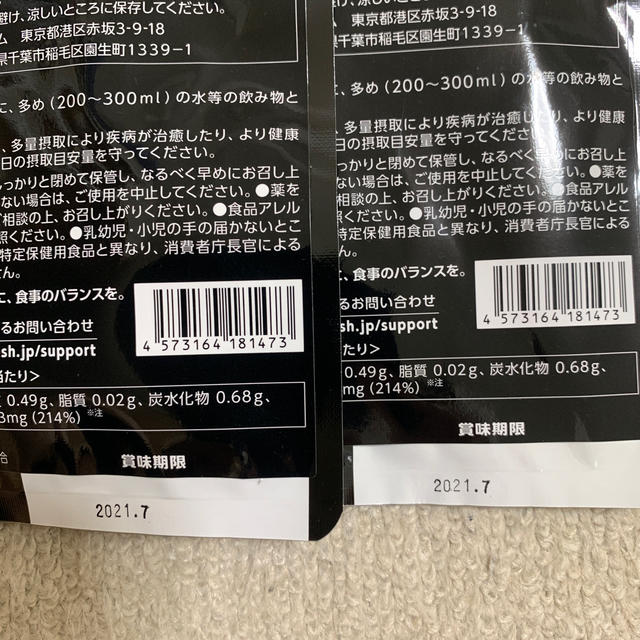 避け、涼しいところに保存してください。
ム 東京都港区赤坂3-9-18
県千葉市稲毛区園生町1339-1
に、多め(200~300ml)の水等の飲み物と
、多量摂取により疾病が治癒したり、より健康
日の摂取目安量を守ってください。
っかりと閉めて保管し、なるべく早めにお召し上
ない場合は、ご使用を中止してください。●薬を
ご相談の上、お召し上がりください。●食品アレル
照ください。●乳幼児・小児の手の届かないとこ
特定保健用食品と異なり、消費者庁長官による
せん。
に、食事のバランスを。
るお問い合わせ
sh.jp/support
4 573164 181473
当たり>
0.49g、脂質 0.02g、炭水化物 0.68g、
3mg (214%) ※注
賞味期限
2021.7
東京都港区赤坂3-9-18
県千葉市稲毛区園生町1339-1
に、多め(200~300ml)の水等の飲み物と
、多量摂取により疾病が治癒したり、より健康
日の摂取目安量を守ってください。
っかりと閉めて保管し、なるべく早めにお召し上
ない場合は、ご使用を中止してください。●薬を
相談の上、お召し上がりください。●食品アレル
照ください。●乳幼児・小児の手の届かないとこ
特定保健用食品と異なり、消費者庁長官による
せん。
に、食事のバランスを。
るお問い合わせ
sh.jp/support
4 573164 181473
当たり>
0.49g、脂質 0.02g、炭水化物 0.68g、
mg (214%) ※注
賞味期限
2021.7